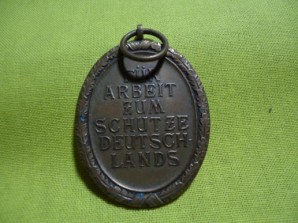 FÜR
ARBEIT
ZUM
SCHUTZE
DEUTSCH
LANDS